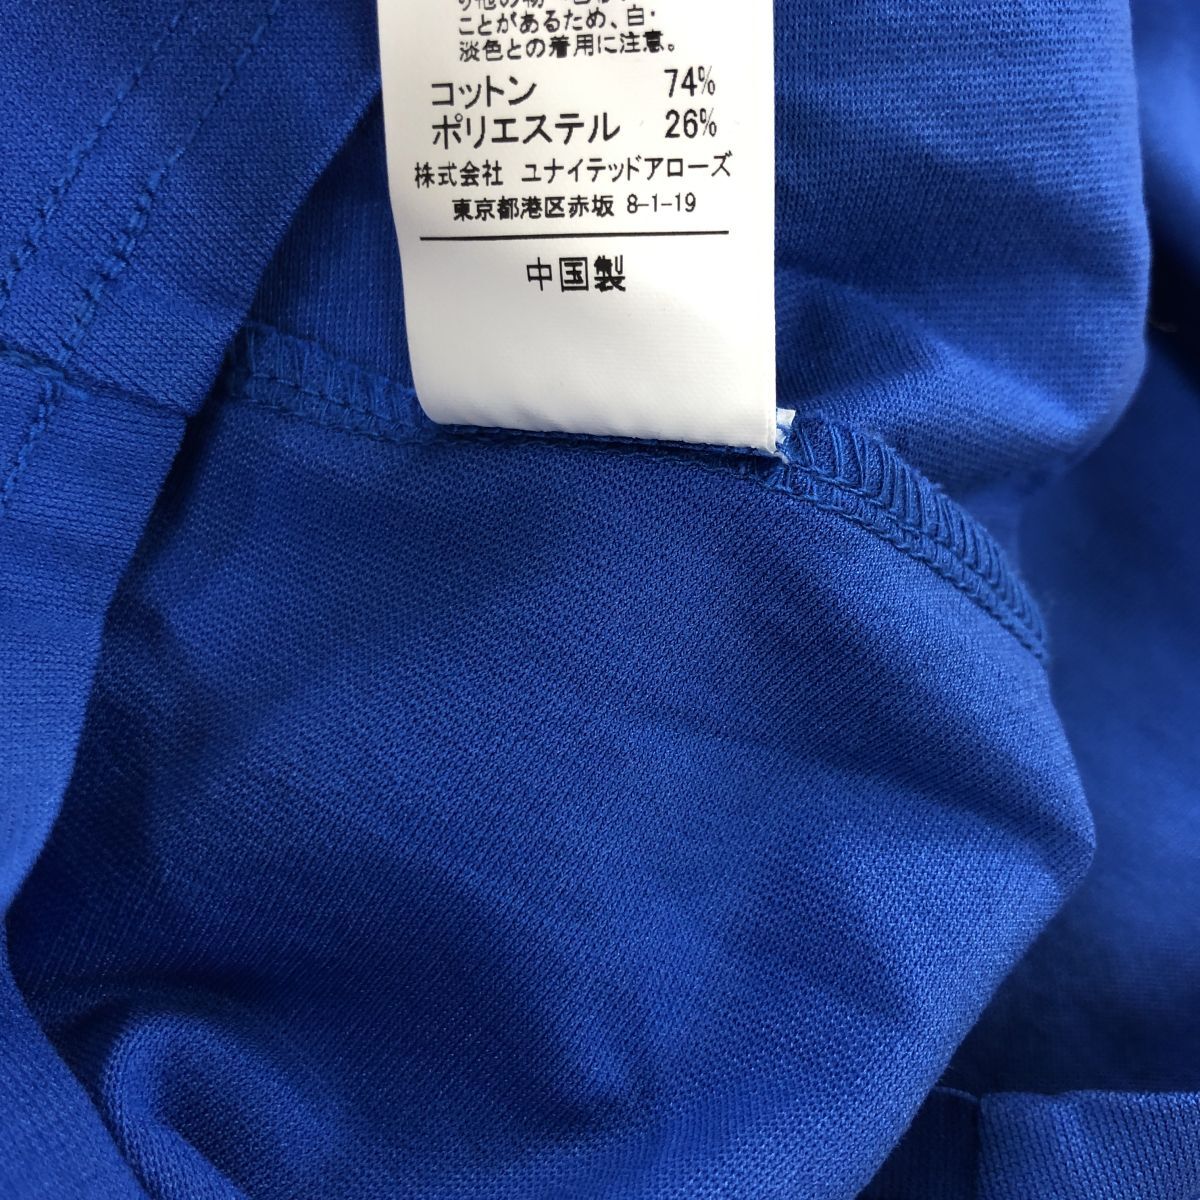 ことがあるため、白・
淡色との着用に注意。
コットン 74%
ポリエステル 26%
株式会社 ユナイテッドアローズ
東京都港区赤坂 8-1-19
中国製